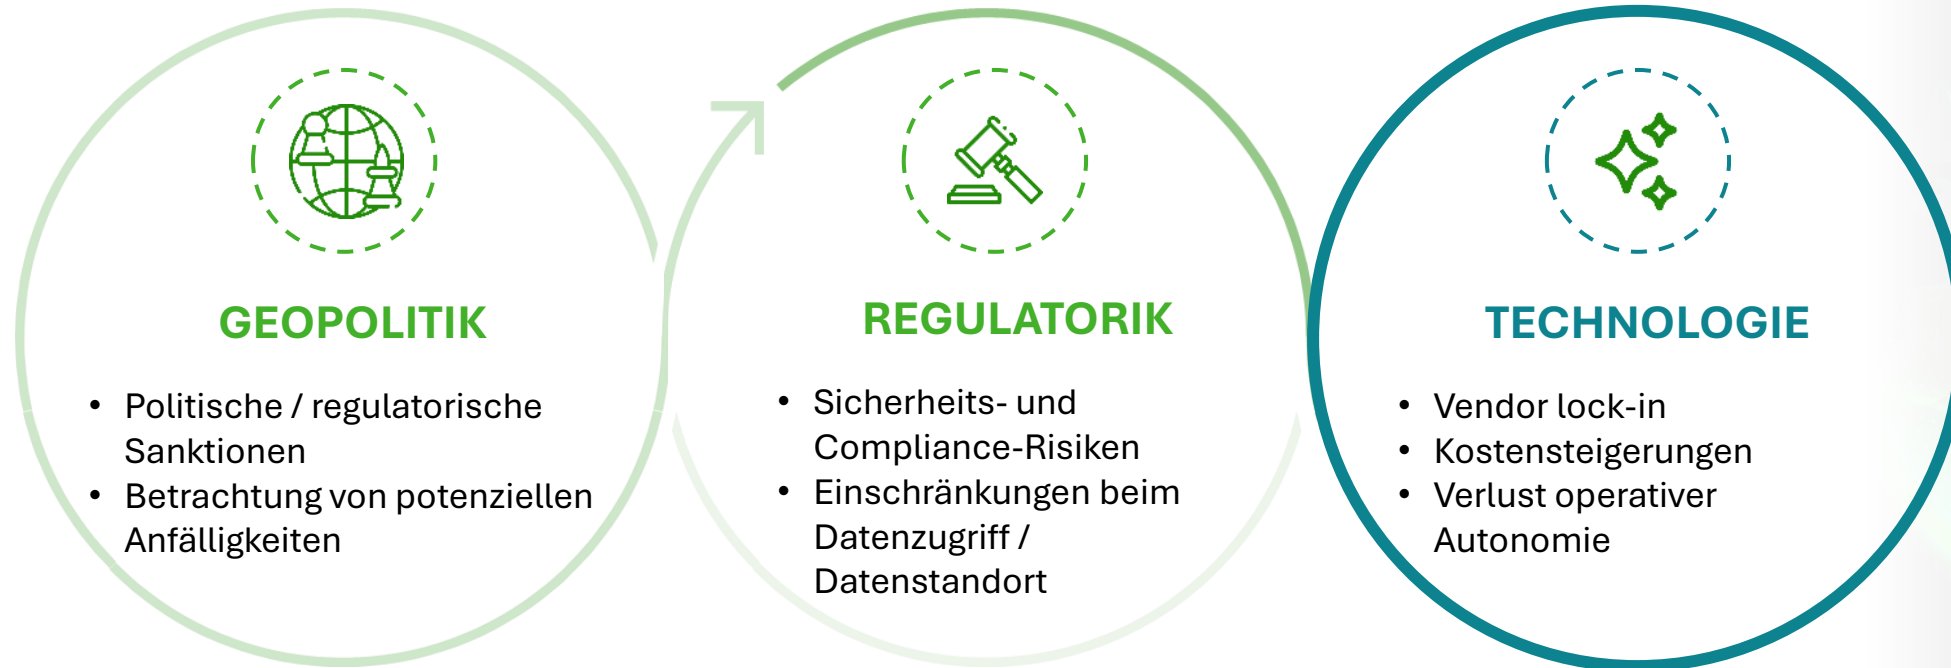 GEOPOLITIK
• Politische / regulatorische
Sanktionen
• Betrachtung von potenziellen
Anfälligkeiten
REGULATORIK
• Sicherheits- und
Compliance-Risiken
• Einschränkungen beim
Datenzugriff /
Datenstandort
TECHNOLOGIE
• Vendor lock-in
• Kostensteigerungen
• Verlust operativer
Autonomie